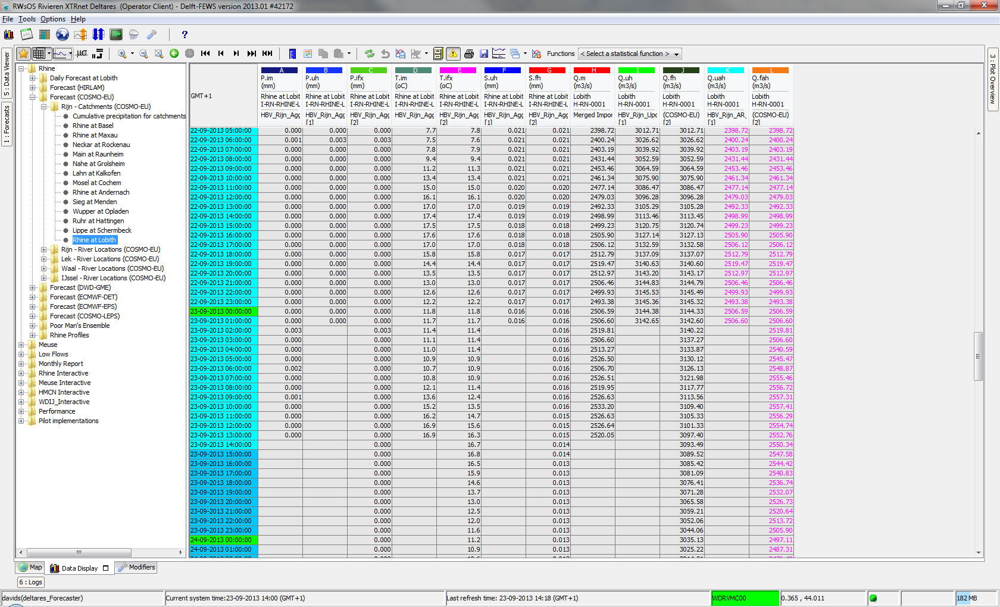 RWsOS Rivieren XTRnet Deltares (Operator Client) - Delft-FEWS version 2013.01 #42172
File Tools Options Help
?
μσ Functions < Select a statistical function >
5 : Data Viewer
1 : Forecasts
3 : Plot Overview
Rhine
Daily Forecast at Lobith
Forecast (HIRLAM)
Forecast (COSMO-EU)
Rijn - Catchments (COSMO-EU)
Cumulative precipitation for catchments
Rhine at Basel
Rhine at Maxau
Neckar at Rockenau
Main at Raunheim
Nahe at Grolsheim
Lahn at Kalkofen
Mosel at Cochem
Rhine at Andernach
Sieg at Menden
Wupper at Opladen
Ruhr at Hattingen
Lippe at Schermbeck
Rhine at Lobith
Rijn - River Locations (COSMO-EU)
Lek - River Locations (COSMO-EU)
Waal - River Locations (COSMO-EU)
IJssel - River Locations (COSMO-EU)
Forecast (DWD-GME)
Forecast (ECMWF-DET)
Forecast (ECMWF-EPS)
Forecast (COSMO-LEPS)
Poor Man's Ensemble
Rhine Profiles
Meuse
Low Flows
Monthly Report
Rhine Interactive
Meuse Interactive
HMCN Interactive
WDIJ_Interactive
Performance
Pilot implementations
A B C D E F G H I J K L
P.im P.uh P.ifx T.im T.ifx S.uh S.fh Q.m Q.uh Q.fh Q.uah Q.fah
(mm) (mm) (mm) (oC) (oC) (mm) (mm) (m3/s) (m3/s) (m3/s) (m3/s) (m3/s)
GMT+1 Rhine at Lobit Rhine at Lobit Rhine at Lobit Rhine at Lobit Rhine at Lobit Rhine at Lobit Rhine at Lobit Lobith Lobith Lobith Lobith Lobith
I-RN-RHINE-L I-RN-RHINE-L I-RN-RHINE-L I-RN-RHINE-L I-RN-RHINE-L I-RN-RHINE-L I-RN-RHINE-L H-RN-0001 H-RN-0001 H-RN-0001 H-RN-0001 H-RN-0001
HBV_Rijn_Agg HBV_Rijn_Agg HBV_Rijn_Agg HBV_Rijn_Agg HBV_Rijn_Agg HBV_Rijn_Agg HBV_Rijn_Agg Merged Impor HBV_Rijn_Upd (COSMO-EU) HBV_Rijn_AR_ (COSMO-EU)
[1] [2] [2] [1] [2] [1] [2] [1] [2]
22-09-2013 05:00:00 0.000 0.000 0.000 7.7 7.8 0.021 0.021 2398.72 3012.71 3012.71 2398.72 2398.72
22-09-2013 06:00:00 0.001 0.003 0.003 7.5 7.6 0.021 0.021 2400.24 3026.62 3026.62 2400.24 2400.24
22-09-2013 07:00:00 0.000 0.000 0.000 7.8 7.9 0.021 0.021 2403.19 3039.92 3039.92 2403.19 2403.19
22-09-2013 08:00:00 0.000 0.000 0.000 9.4 9.4 0.021 0.021 2431.44 3052.59 3052.59 2431.44 2431.44
22-09-2013 09:00:00 0.000 0.000 0.000 11.2 11.3 0.021 0.021 2453.46 3064.59 3064.59 2453.46 2453.46
22-09-2013 10:00:00 0.000 0.000 0.000 13.4 13.4 0.021 0.021 2461.34 3075.90 3075.90 2461.34 2461.34
22-09-2013 11:00:00 0.000 0.000 0.000 15.0 15.0 0.020 0.020 2477.14 3086.47 3086.47 2477.14 2477.14
22-09-2013 12:00:00 0.000 0.000 0.000 16.1 16.1 0.020 0.020 2479.03 3096.28 3096.28 2479.03 2479.03
22-09-2013 13:00:00 0.000 0.000 0.000 17.0 17.0 0.019 0.019 2492.33 3105.29 3105.28 2492.33 2492.33
22-09-2013 14:00:00 0.000 0.000 0.000 17.4 17.4 0.019 0.019 2498.99 3113.46 3113.45 2498.99 2498.99
22-09-2013 15:00:00 0.000 0.000 0.000 17.5 17.5 0.018 0.018 2499.23 3120.75 3120.74 2499.23 2499.23
22-09-2013 16:00:00 0.000 0.000 0.000 17.6 17.6 0.018 0.018 2505.90 3127.14 3127.13 2505.90 2505.90
22-09-2013 17:00:00 0.000 0.000 0.000 17.0 17.0 0.018 0.018 2506.12 3132.59 3132.58 2506.12 2506.12
22-09-2013 18:00:00 0.000 0.000 0.000 15.8 15.8 0.017 0.017 2512.79 3137.09 3137.07 2512.79 2512.79
22-09-2013 19:00:00 0.000 0.000 0.000 14.4 14.4 0.017 0.017 2519.47 3140.63 3140.60 2519.47 2519.47
22-09-2013 20:00:00 0.000 0.000 0.000 13.5 13.5 0.017 0.017 2512.97 3143.20 3143.17 2512.97 2512.97
22-09-2013 21:00:00 0.000 0.000 0.000 13.0 13.0 0.017 0.017 2506.46 3144.83 3144.79 2506.46 2506.46
22-09-2013 22:00:00 0.000 0.000 0.000 12.6 12.6 0.017 0.017 2499.93 3145.53 3145.49 2499.93 2499.93
22-09-2013 23:00:00 0.000 0.000 0.000 12.2 12.2 0.017 0.017 2493.38 3145.36 3145.32 2493.38 2493.38
23-09-2013 00:00:00 0.000 0.000 0.000 11.8 11.8 0.016 0.016 2506.59 3144.38 3144.33 2506.59 2506.59
23-09-2013 01:00:00 0.000 0.000 0.000 11.7 11.7 0.016 0.016 2506.60 3142.65 3142.60 2506.60 2506.60
23-09-2013 02:00:00 0.003 0.003 11.4 11.4 0.016 2519.81 3140.22 2519.81
23-09-2013 03:00:00 0.000 0.000 11.1 11.4 0.016 2506.60 3137.27 2506.60
23-09-2013 04:00:00 0.000 0.000 11.0 11.4 0.016 2513.27 3133.87 2540.59
23-09-2013 05:00:00 0.000 0.000 10.9 10.9 0.016 2526.50 3130.12 2545.47
23-09-2013 06:00:00 0.002 0.000 10.7 10.9 0.016 2506.70 3126.13 2548.87
23-09-2013 07:00:00 0.000 0.000 10.8 10.9 0.016 2526.51 3121.98 2555.46
23-09-2013 08:00:00 0.000 0.000 12.1 11.4 0.016 2519.95 3117.77 2556.72
23-09-2013 09:00:00 0.001 0.000 13.6 12.4 0.016 2526.63 3113.56 2557.31
23-09-2013 10:00:00 0.000 0.000 15.2 13.5 0.016 2533.20 3109.40 2557.41
23-09-2013 11:00:00 0.000 0.000 16.2 14.7 0.015 2526.63 3105.33 2556.29
23-09-2013 12:00:00 0.000 0.000 16.9 15.6 0.015 2526.64 3101.33 2554.74
23-09-2013 13:00:00 0.000 0.000 16.9 16.3 0.015 2520.05 3097.40 2552.76
23-09-2013 14:00:00 0.000 16.7 0.014 3093.49 2550.34
23-09-2013 15:00:00 0.000 16.8 0.014 3089.52 2547.58
23-09-2013 16:00:00 0.000 16.5 0.013 3085.42 2544.42
23-09-2013 17:00:00 0.000 15.9 0.013 3081.09 2540.83
23-09-2013 18:00:00 0.000 14.6 0.013 3076.41 2536.74
23-09-2013 19:00:00 0.000 13.7 0.013 3071.28 2532.07
23-09-2013 20:00:00 0.000 13.0 0.013 3065.58 2526.73
23-09-2013 21:00:00 0.000 12.5 0.013 3059.21 2520.64
23-09-2013 22:00:00 0.000 12.0 0.013 3052.06 2513.72
23-09-2013 23:00:00 0.000 11.6 0.013 3044.06 2505.90
24-09-2013 00:00:00 0.000 11.2 0.013 3035.13 2497.11
24-09-2013 01:00:00 0.000 10.9 0.013 3025.22 2487.31
Map Data Display Modifiers
6 : Logs
davids(deltares_Forecaster) Current system time:23-09-2013 14:00 (GMT+1) Last refresh time: 23-09-2013 14:18 (GMT+1) WDRVMC00 0.365 , 44.011 182 MB